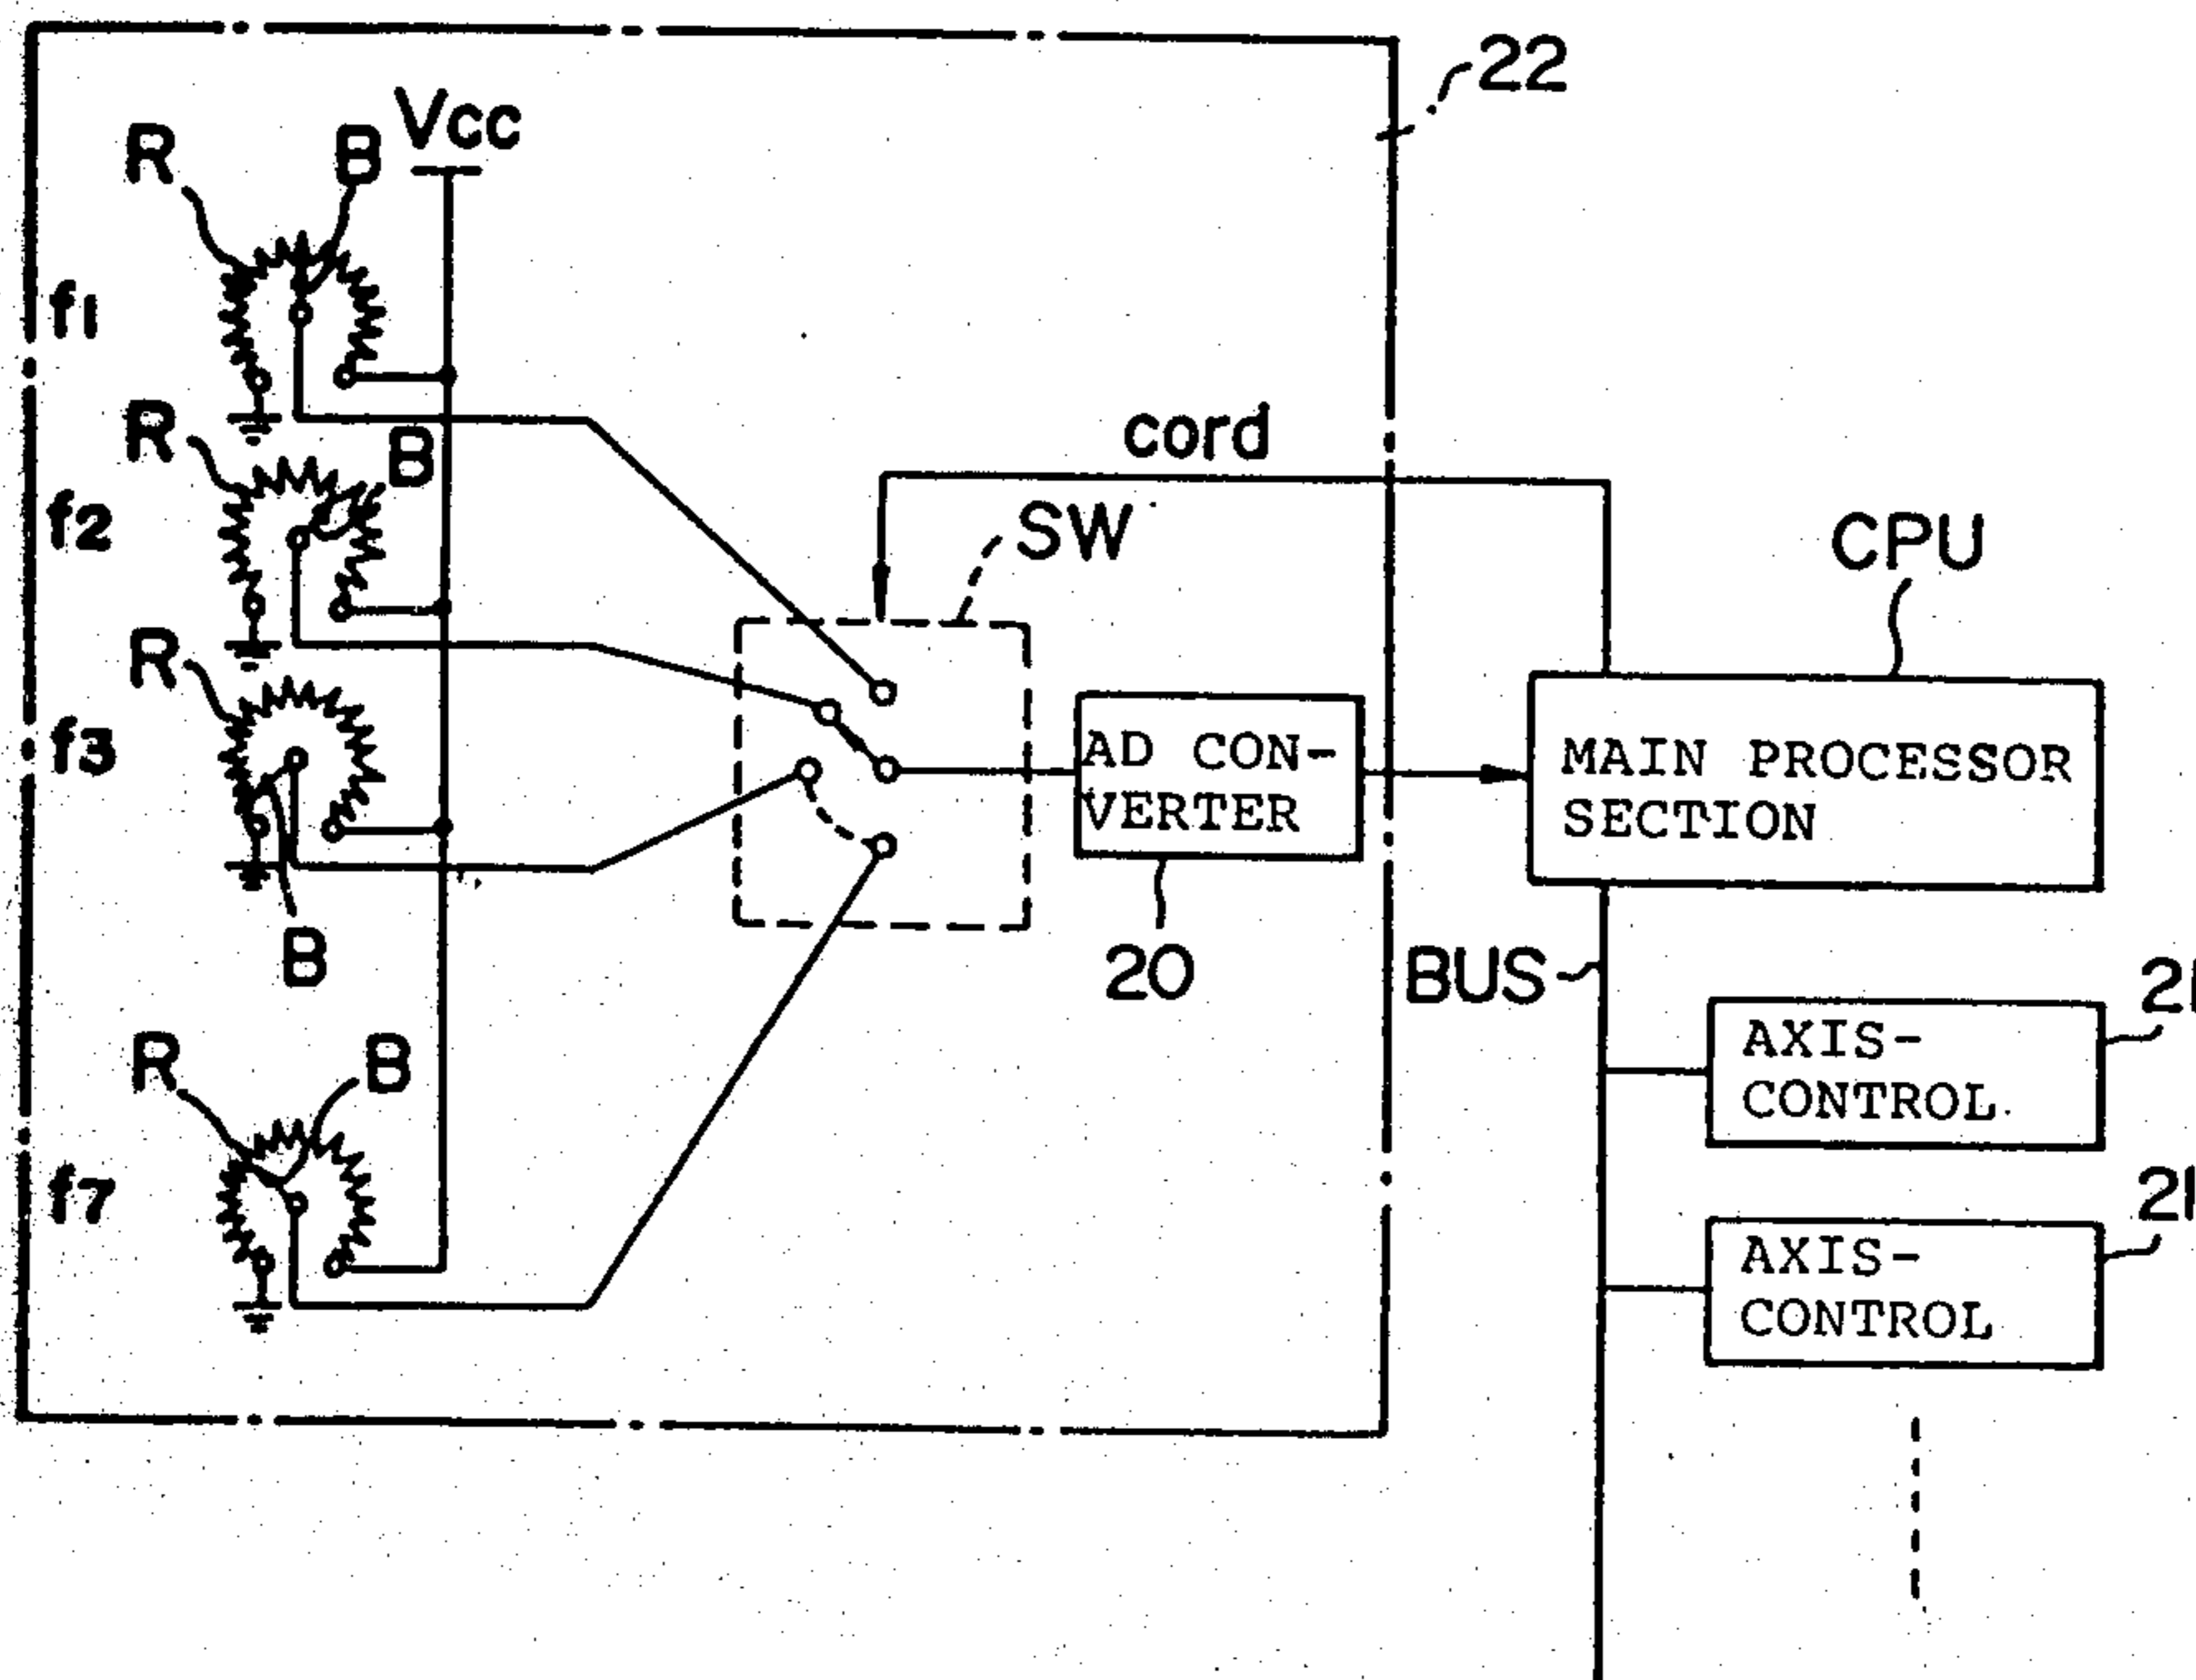 22
Vcc
R
B
f1
R
B
f2
cord
SW
CPU
R
f3
AD CON-
VERTER
MAIN PROCESSOR
SECTION
B
20
BUS
R
B
AXIS-
CONTROL
f7
AXIS-
CONTROL